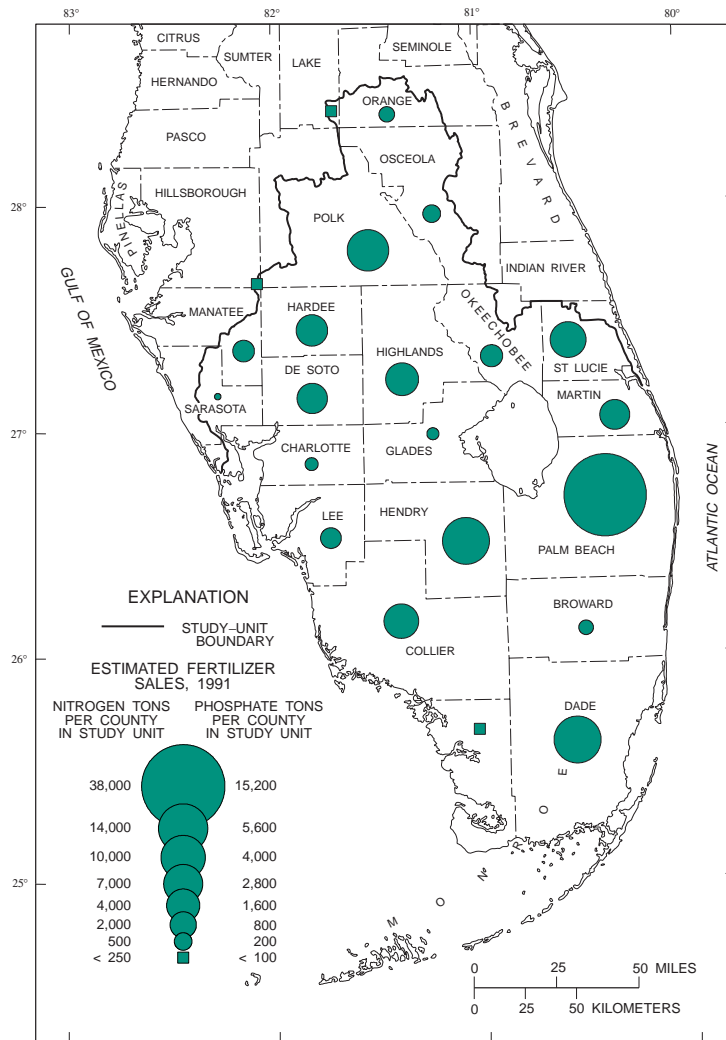 83° 82 81 80°
CITRUS
SUMTER
LAKE
SEMINOLE
HERNANDO
ORANGE
BREVARD
PASCO
OSCEOLA
HILLSBOROUGH
PINELLAS
28°
POLK
INDIAN RIVER
GULF OF MEXICO
MANATEE
HARDEE
OKEECHOBEE
HIGHLANDS
DE SOTO
ST LUCIE
MARTIN
SARASOTA
27°
CHARLOTTE
GLADES
LEE
HENDRY
PALM BEACH
ATLANTIC OCEAN
BROWARD
COLLIER
26°
DADE
MONROE
25°
EXPLANATION
STUDY–UNIT
BOUNDARY
ESTIMATED FERTILIZER
SALES, 1991
NITROGEN TONS PHOSPHATE TONS
PER COUNTY PER COUNTY
IN STUDY UNIT IN STUDY UNIT
38,000 15,200
14,000 5,600
10,000 4,000
7,000 2,800
4,000 1,600
2,000 800
500 200
< 250 < 100
0 25 50 MILES
0 25 50 KILOMETERS